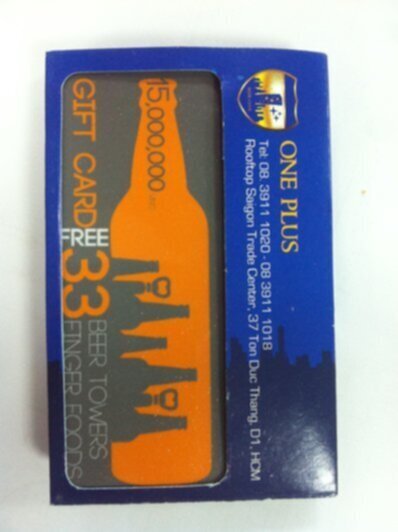 ONE PLUS
Tel: 08. 3911 1020 - 08 3911 1018
Rooftop Saigon Trade Center, 37 Ton Duc Thang, D1, HCM
15,000,000
GIFT CARD
FREE
33
BEER TOWERS
FINGER FOODS